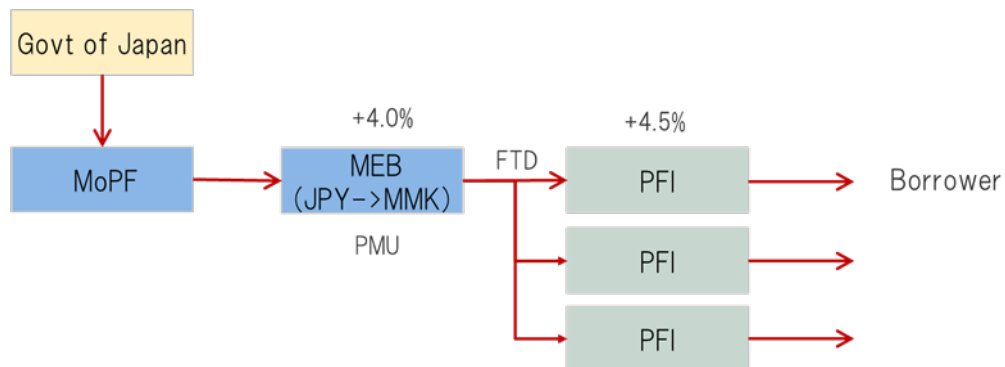 Govt of Japan
+4.0%
+4.5%
MoPF
MEB
(JPY->MMK)
FTD
PFI
Borrower
PMU
PFI
PFI